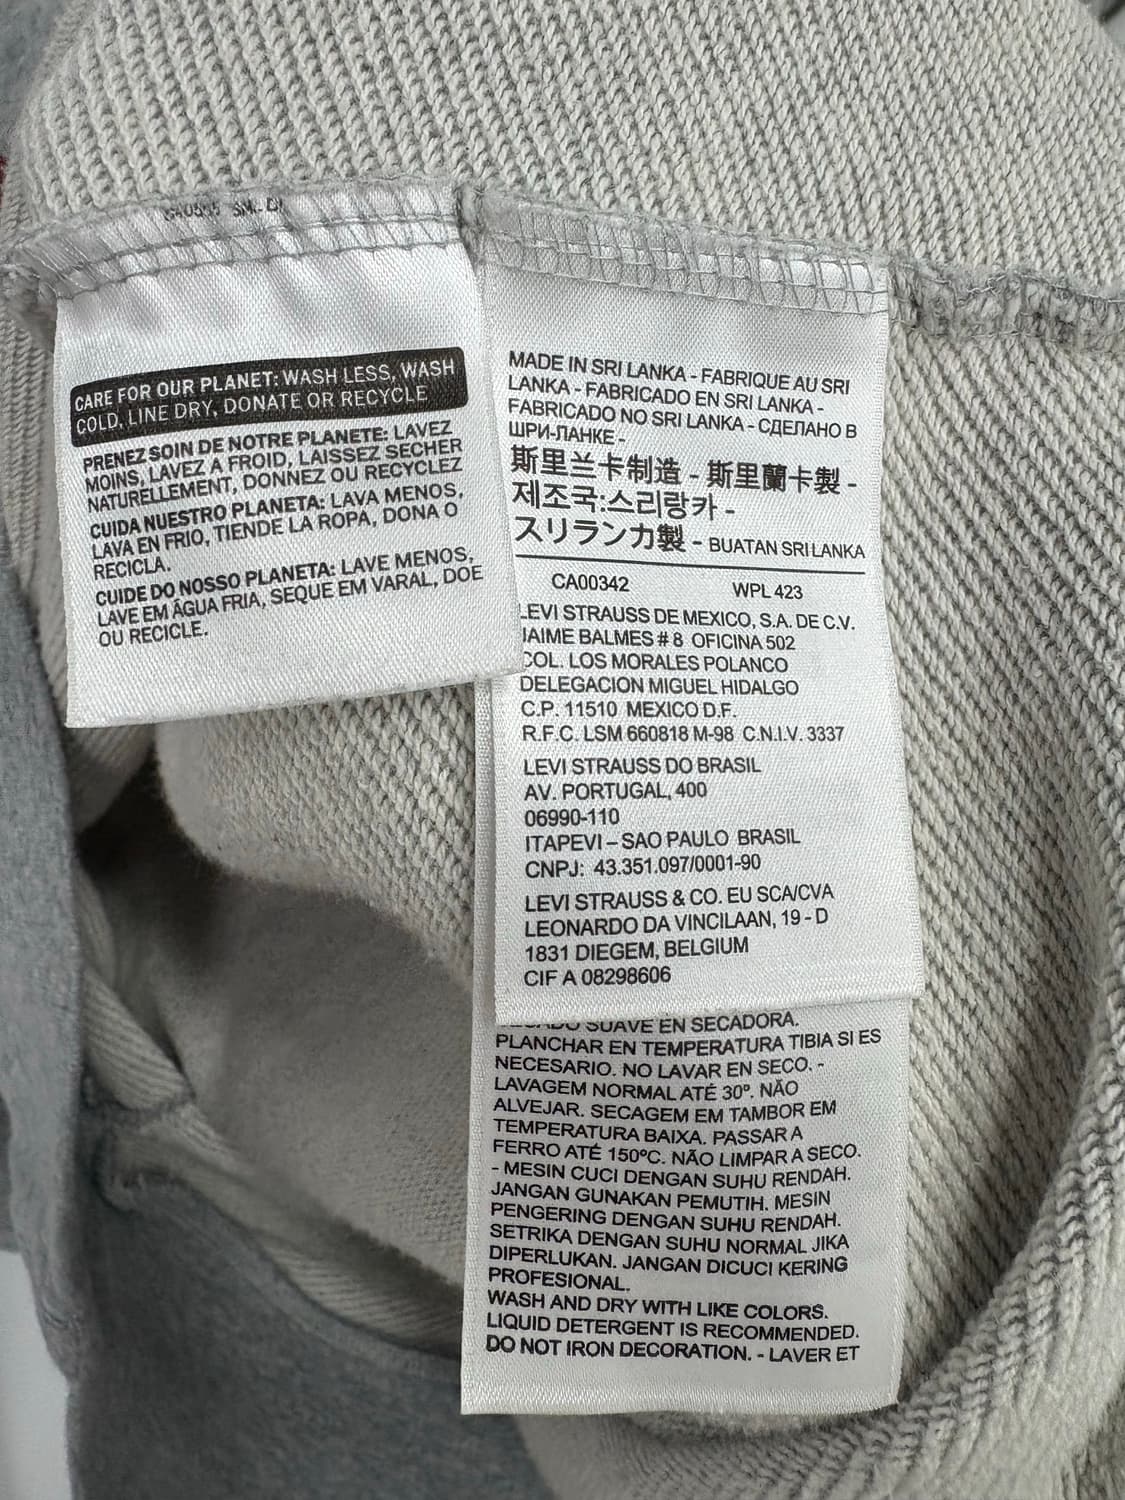 CARE FOR OUR PLANET: WASH LESS, WASH
COLD, LINE DRY, DONATE OR RECYCLE
PRENEZ SOIN DE NOTRE PLANETE: LAVEZ
MOINS, LAVEZ A FROID, LAISSEZ SECHER
NATURELLEMENT, DONNEZ OU RECYCLEZ
CUIDA NUESTRO PLANETA: LAVA MENOS,
LAVA EN FRIO, TIENDE LA ROPA, DONA O
RECICLA.
CUIDE DO NOSSO PLANETA: LAVE MENOS,
LAVE EM ÁGUA FRIA, SEQUE EM VARAL, DOE
OU RECICLE.
MADE IN SRI LANKA - FABRIQUE AU SRI
LANKA - FABRICADO EN SRI LANKA -
FABRICADO NO SRI LANKA - СДЕЛАНО В
ШРИ-ЛАНКЕ -
斯里兰卡制造 - 斯里蘭卡製 -
제조국:스리랑카 -
スリランカ製 - BUATAN SRI LANKA
CA00342 WPL 423
LEVI STRAUSS DE MEXICO, S.A. DE C.V.
JAIME BALMES # 8 OFICINA 502
COL. LOS MORALES POLANCO
DELEGACION MIGUEL HIDALGO
C.P. 11510 MEXICO D.F.
R.F.C. LSM 660818 M-98 C.N.I.V. 3337
LEVI STRAUSS DO BRASIL
AV. PORTUGAL, 400
06990-110
ITAPEVI – SAO PAULO BRASIL
CNPJ: 43.351.097/0001-90
LEVI STRAUSS & CO. EU SCA/CVA
LEONARDO DA VINCILAAN, 19 - D
1831 DIEGEM, BELGIUM
CIF A 08298606
SUAVE EN SECADORA.
PLANCHAR EN TEMPERATURA TIBIA SI ES
NECESARIO. NO LAVAR EN SECO. -
LAVAGEM NORMAL ATÉ 30º. NÃO
ALVEJAR. SECAGEM EM TAMBOR EM
TEMPERATURA BAIXA. PASSAR A
FERRO ATÉ 150ºC. NÃO LIMPAR A SECO.
- MESIN CUCI DENGAN SUHU RENDAH.
JANGAN GUNAKAN PEMUTIH. MESIN
PENGERING DENGAN SUHU RENDAH.
SETRIKA DENGAN SUHU NORMAL JIKA
DIPERLUKAN. JANGAN DICUCI KERING
PROFESIONAL.
WASH AND DRY WITH LIKE COLORS.
LIQUID DETERGENT IS RECOMMENDED.
DO NOT IRON DECORATION. - LAVER ET